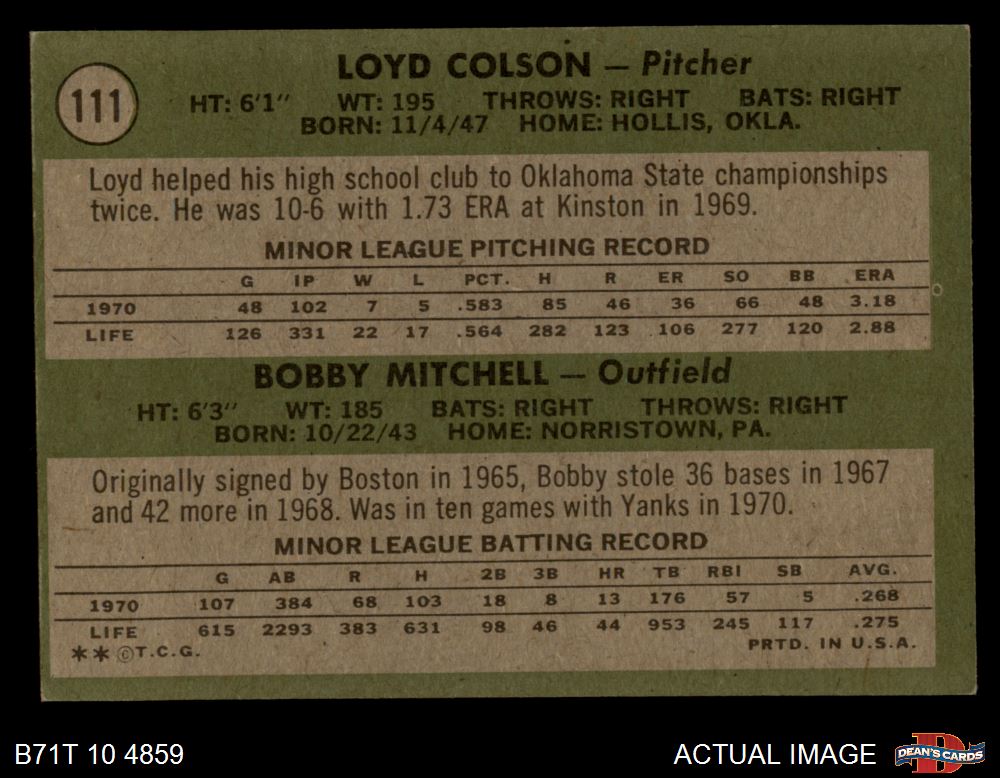 111
LOYD COLSON — Pitcher
HT: 6'1" WT: 195 THROWS: RIGHT BATS: RIGHT
BORN: 11/4/47 HOME: HOLLIS, OKLA.
Loyd helped his high school club to Oklahoma State championships
twice. He was 10-6 with 1.73 ERA at Kinston in 1969.
MINOR LEAGUE PITCHING RECORD
G IP W L PCT. H R ER SO BB ERA
1970 48 102 7 5 .583 85 46 36 66 48 3.18
LIFE 126 331 22 17 .564 282 123 106 277 120 2.88
BOBBY MITCHELL — Outfield
HT: 6'3" WT: 185 BATS: RIGHT THROWS: RIGHT
BORN: 10/22/43 HOME: NORRISTOWN, PA.
Originally signed by Boston in 1965, Bobby stole 36 bases in 1967
and 42 more in 1968. Was in ten games with Yanks in 1970.
MINOR LEAGUE BATTING RECORD
G AB R H 2B 3B HR TB RBI SB AVG.
1970 107 384 68 103 18 8 13 176 57 5 .268
LIFE 615 2293 383 631 98 46 44 953 245 117 .275
** ©T.C.G. PRTD. IN U.S.A.
B71T 10 4859 ACTUAL IMAGE D DEAN'S CARDS